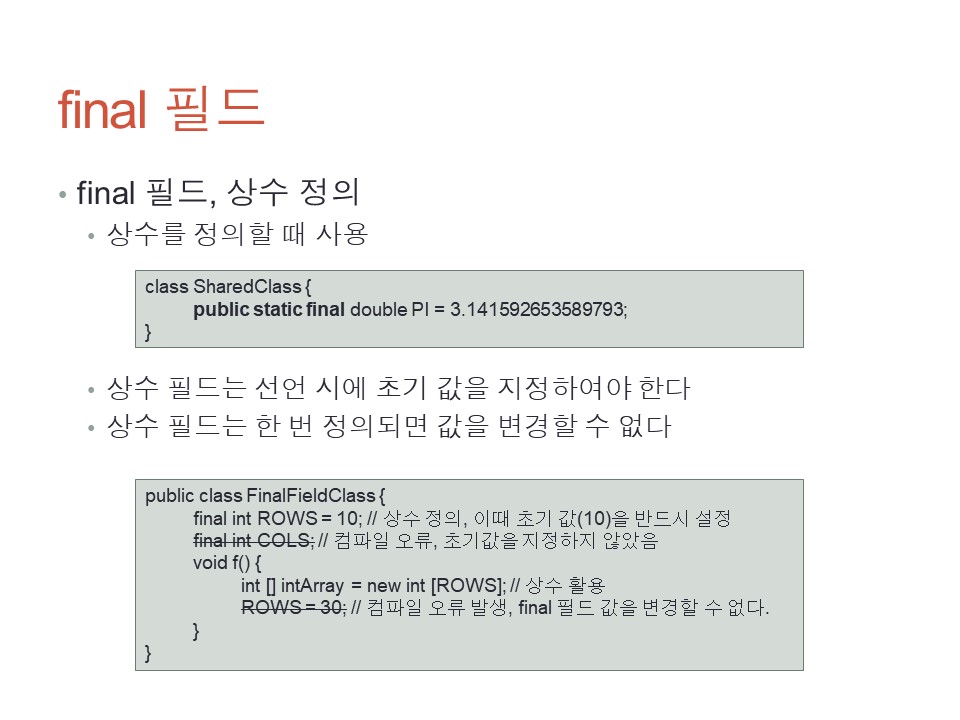 final 필드
• final 필드, 상수 정의
• 상수를 정의할 때 사용
class SharedClass {
public static final double PI = 3.141592653589793;
}
• 상수 필드는 선언 시에 초기 값을 지정하여야 한다
• 상수 필드는 한 번 정의되면 값을 변경할 수 없다
public class FinalFieldClass {
final int ROWS = 10; // 상수 정의, 이때 초기 값(10)을 반드시 설정
final int COLS; // 컴파일 오류, 초기값을 지정하지 않았음
void f() {
int [] intArray = new int [ROWS]; // 상수 활용
ROWS = 30; // 컴파일 오류 발생, final 필드 값을 변경할 수 없다.
}
}